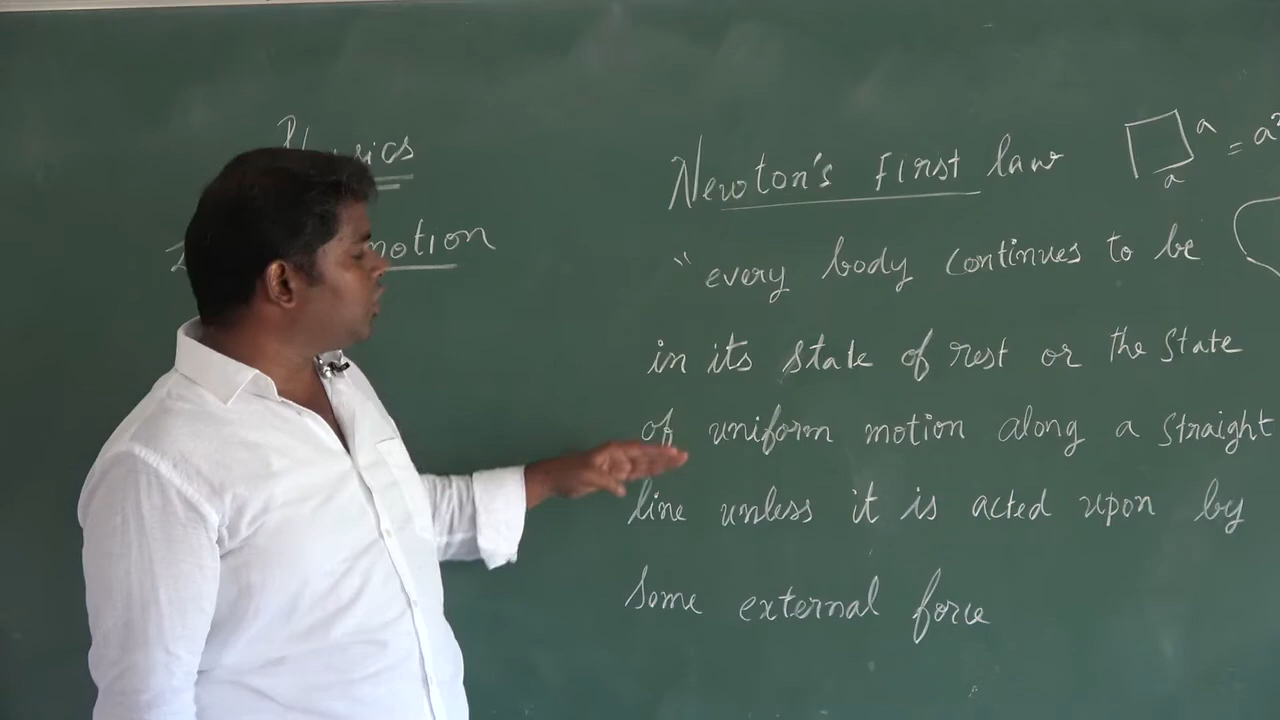 Physics
motion
Newton's First law
a
= a²
a
"every body continues to be
in its state of rest or the State
of uniform motion along a straight
line unless it is acted upon by
Some external force